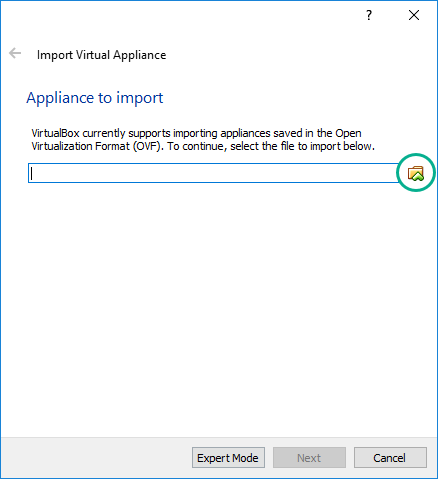 ?
Import Virtual Appliance
Appliance to import
VirtualBox currently supports importing appliances saved in the Open
Virtualization Format (OVF). To continue, select the file to import below.
Expert Mode Next Cancel